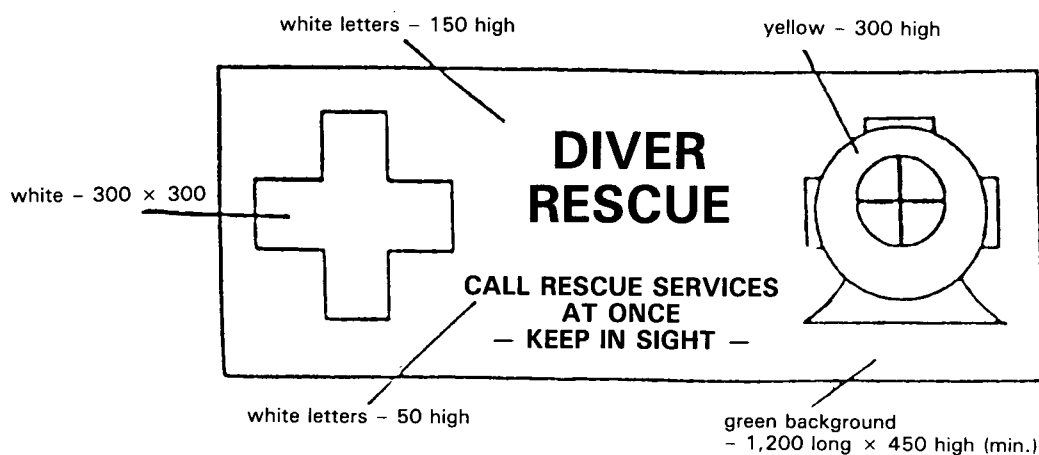 white letters – 150 high
yellow – 300 high
DIVER
RESCUE
white – 300 × 300
CALL RESCUE SERVICES
AT ONCE
– KEEP IN SIGHT –
white letters – 50 high
green background
– 1,200 long × 450 high (min.)